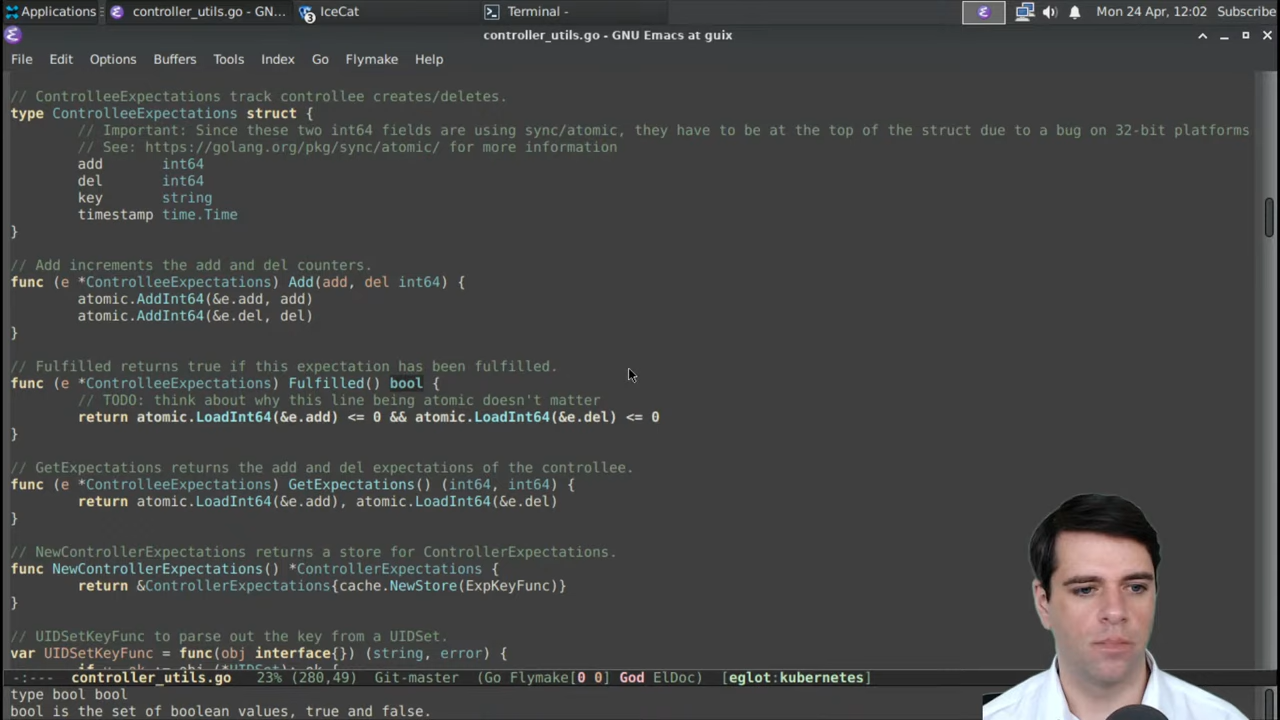 Applications
controller_utils.go - GN...
3 IceCat
Terminal -
Mon 24 Apr, 12:02 Subscribe
controller_utils.go - GNU Emacs at guix
File Edit Options Buffers Tools Index Go Flymake Help
// ControlleeExpectations track controllee creates/deletes.
type ControlleeExpectations struct {
// Important: Since these two int64 fields are using sync/atomic, they have to be at the top of the struct due to a bug on 32-bit platforms
// See: https://golang.org/pkg/sync/atomic/ for more information
add int64
del int64
key string
timestamp time.Time
}
// Add increments the add and del counters.
func (e *ControlleeExpectations) Add(add, del int64) {
atomic.AddInt64(&e.add, add)
atomic.AddInt64(&e.del, del)
}
// Fulfilled returns true if this expectation has been fulfilled.
func (e *ControlleeExpectations) Fulfilled() bool {
// TODO: think about why this line being atomic doesn't matter
return atomic.LoadInt64(&e.add) <= 0 && atomic.LoadInt64(&e.del) <= 0
}
// GetExpectations returns the add and del expectations of the controllee.
func (e *ControlleeExpectations) GetExpectations() (int64, int64) {
return atomic.LoadInt64(&e.add), atomic.LoadInt64(&e.del)
}
// NewControllerExpectations returns a store for ControllerExpectations.
func NewControllerExpectations() *ControllerExpectations {
return &ControllerExpectations{cache.NewStore(ExpKeyFunc)}
}
// UIDSetKeyFunc to parse out the key from a UIDSet.
var UIDSetKeyFunc = func(obj interface{}) (string, error) {
-:--- controller_utils.go 23% (280,49) Git-master (Go Flymake[0 0] God ElDoc) [eglot:kubernetes]
type bool bool
bool is the set of boolean values, true and false.